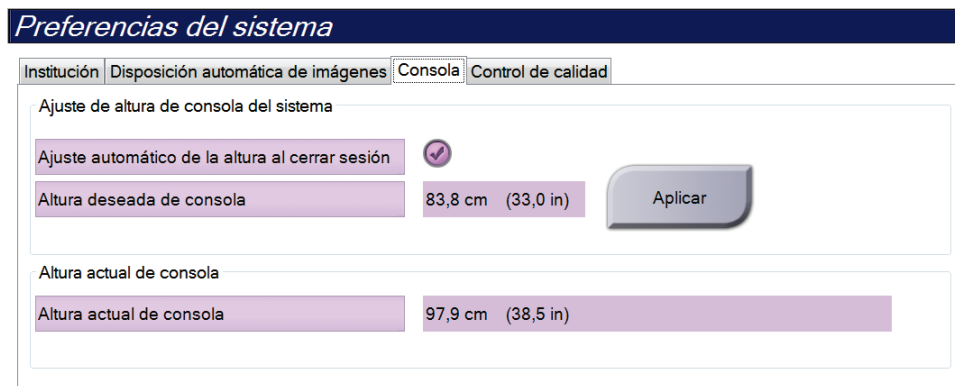 Preferencias del sistema
Institución Disposición automática de imágenes Consola Control de calidad
Ajuste de altura de consola del sistema
Ajuste automático de la altura al cerrar sesión
Altura deseada de consola 83,8 cm (33,0 in) Aplicar
Altura actual de consola
Altura actual de consola 97,9 cm (38,5 in)